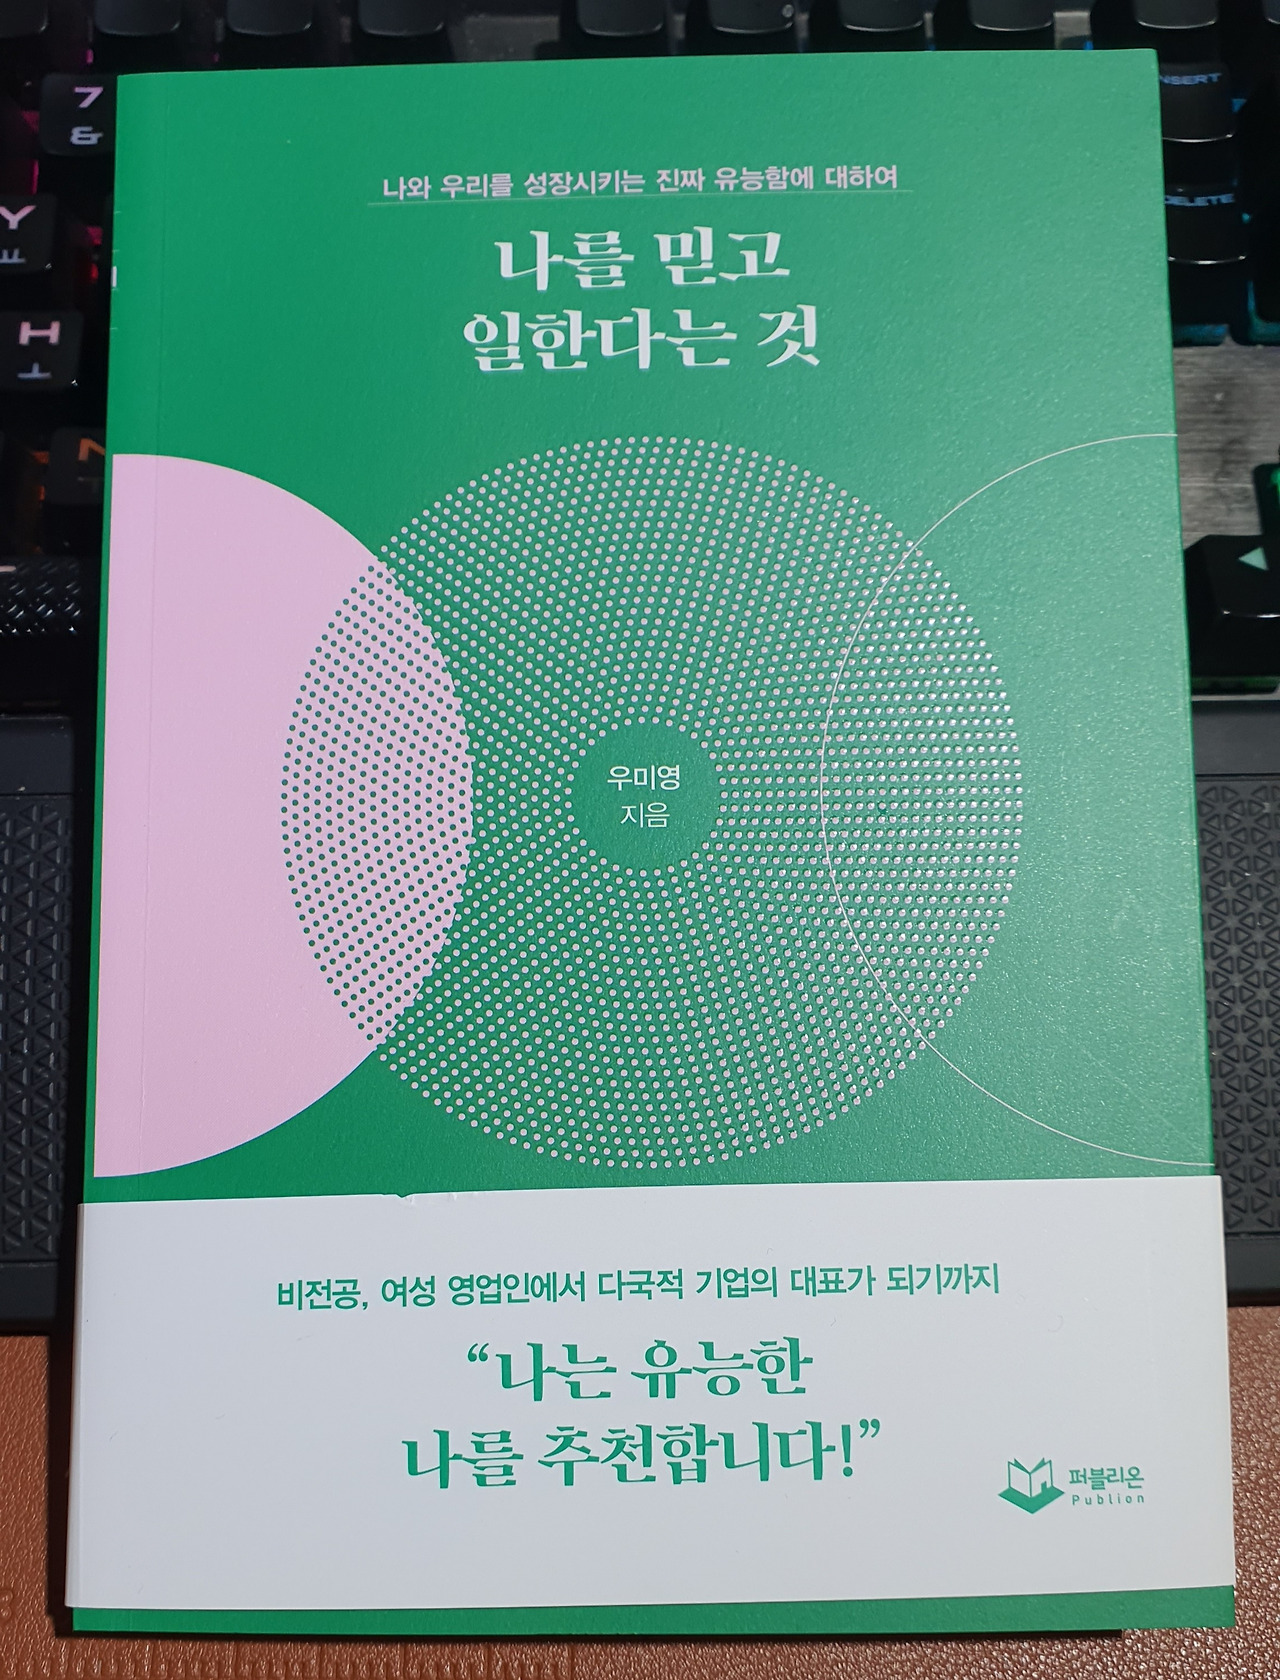 나와 우리를 성장시키는 진짜 유능함에 대하여
나를 믿고
일한다는 것
우미영
지음
비전공, 여성 영업인에서 다국적 기업의 대표가 되기까지
“나는 유능한
나를 추천합니다!”
퍼블리온
Publion
7
&
Y
ㅛ
H
ㅗ
N
INSERT
DELETE